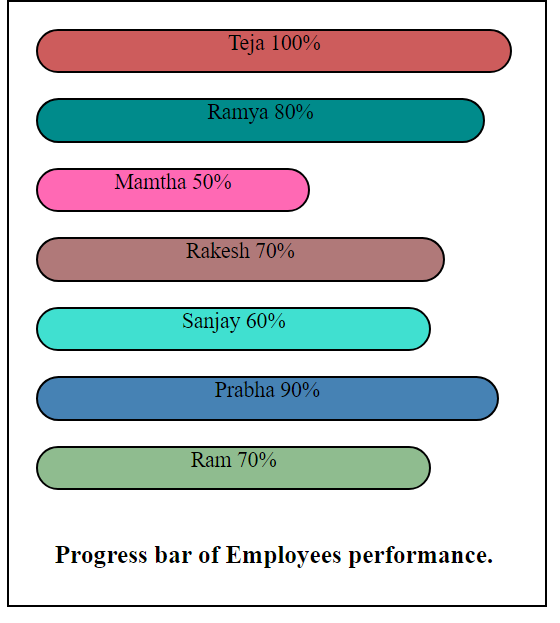 Teja 100%
Ramya 80%
Mamtha 50%
Rakesh 70%
Sanjay 60%
Prabha 90%
Ram 70%
Progress bar of Employees performance.